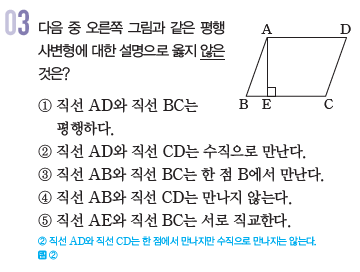 03 다음 중 오른쪽 그림과 같은 평행
사변형에 대한 설명으로 옳지 않은
것은?
A D
B E C
① 직선 AD와 직선 BC는
평행하다.
② 직선 AD와 직선 CD는 수직으로 만난다.
③ 직선 AB와 직선 BC는 한 점 B에서 만난다.
④ 직선 AB와 직선 CD는 만나지 않는다.
⑤ 직선 AE와 직선 BC는 서로 직교한다.
② 직선 AD와 직선 CD는 한 점에서 만나지만 수직으로 만나지는 않는다.
답 ②